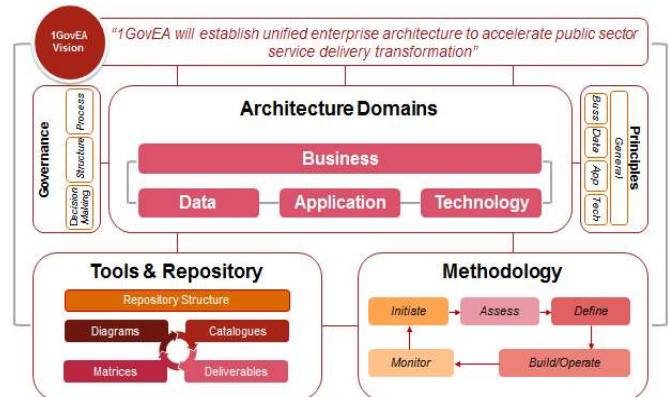 1GovEA
Vision
“1GovEA will establish unified enterprise architecture to accelerate public sector
service delivery transformation”
Governance
Process
Structure
Decision
Making
Architecture Domains
Business
Data
Application
Technology
Buss
Data
App
Tech
General
Principles
Tools & Repository
Repository Structure
Diagrams
Catalogues
Matrices
Deliverables
Methodology
Initiate
Assess
Define
Monitor
Build/Operate